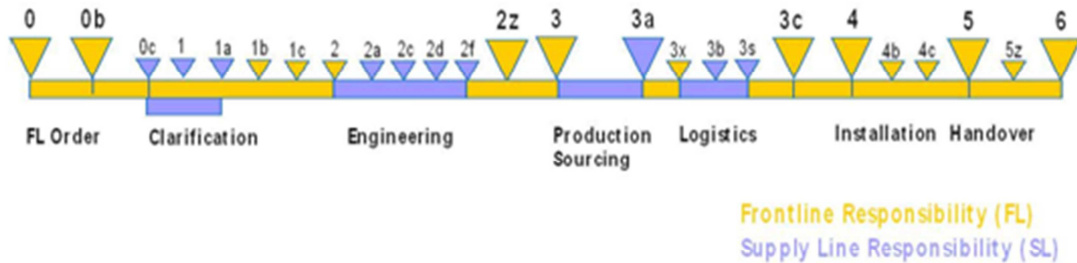 0 0b 0c 1 1a 1b 1c 2 2a 2c 2d 2f 2z 3 3a 3x 3b 3s 3c 4 4b 4c 5 5z 6
FL Order Clarification Engineering Production Logistics Installation Handover
Sourcing
Frontline Responsibility (FL)
Supply Line Responsibility (SL)